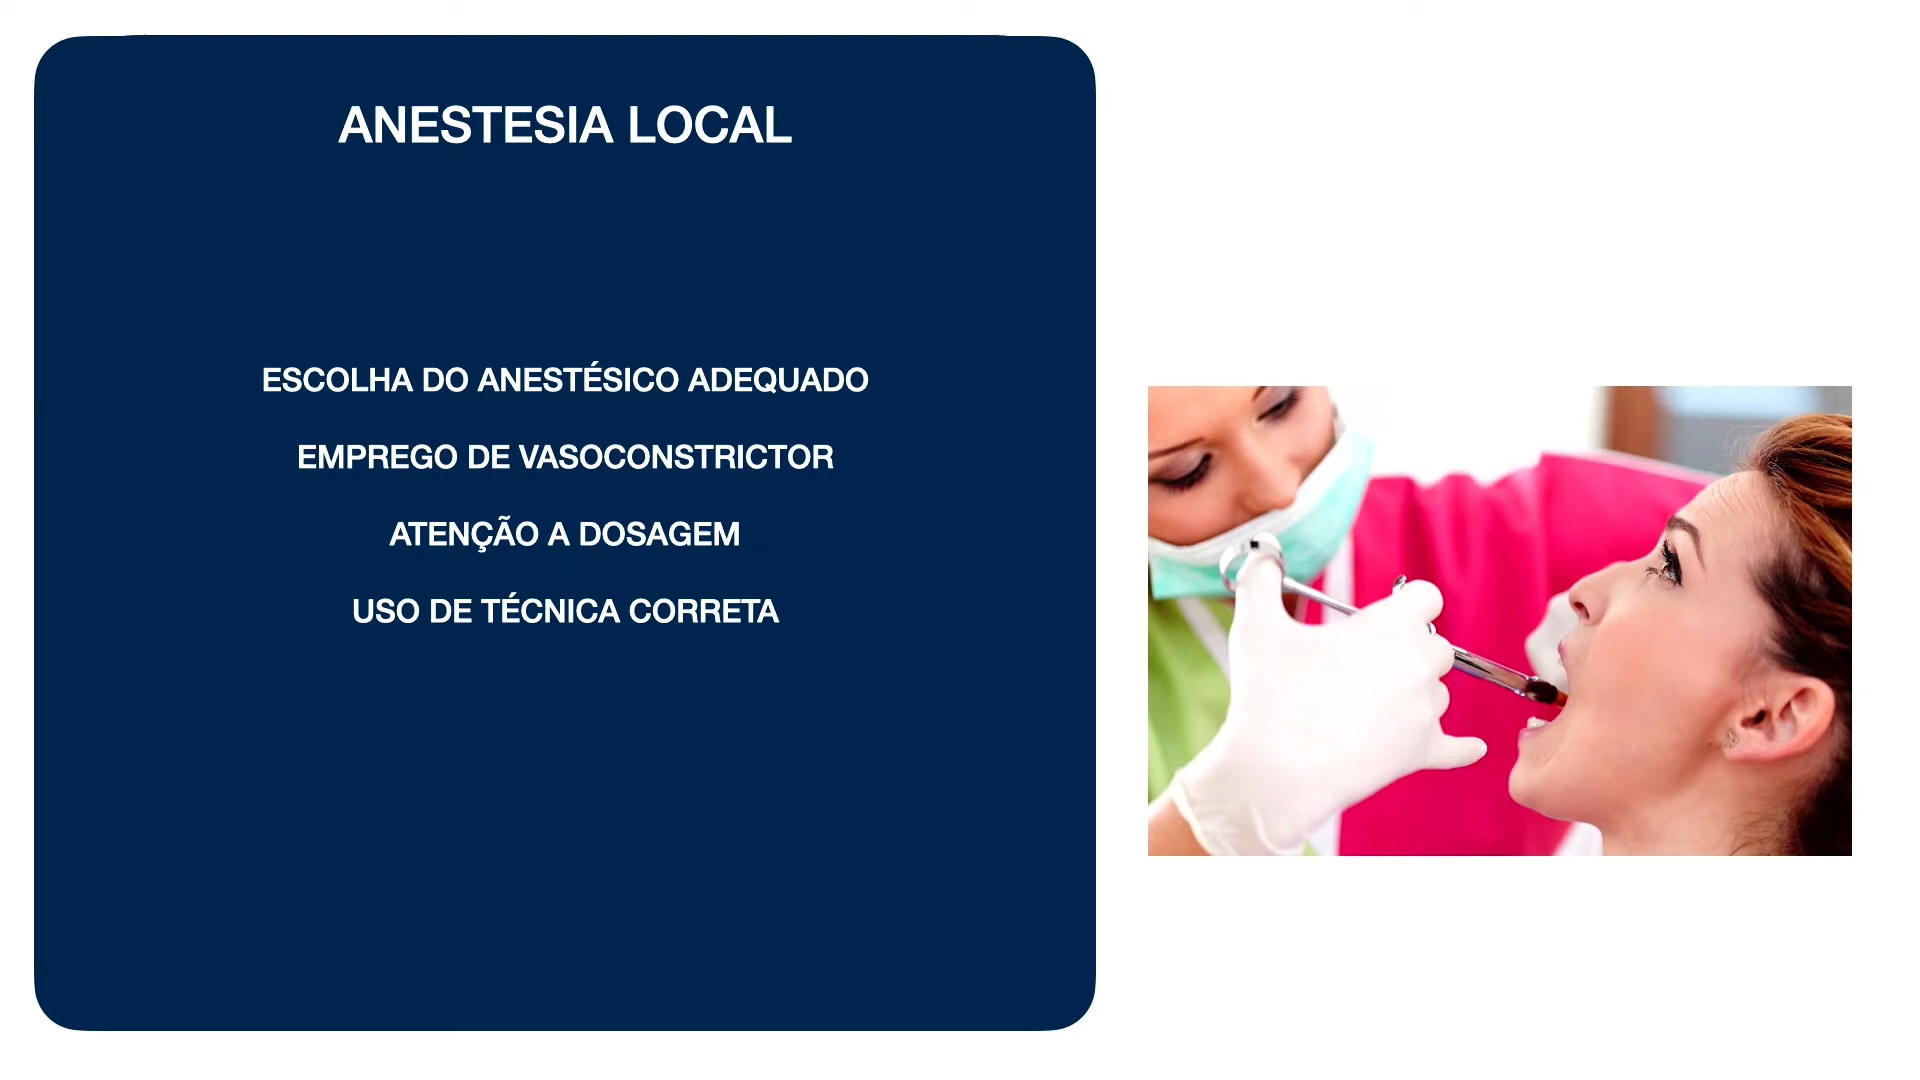 ANESTESIA LOCAL
ESCOLHA DO ANESTÉSICO ADEQUADO
EMPREGO DE VASOCONSTRICTOR
ATENÇÃO A DOSAGEM
USO DE TÉCNICA CORRETA